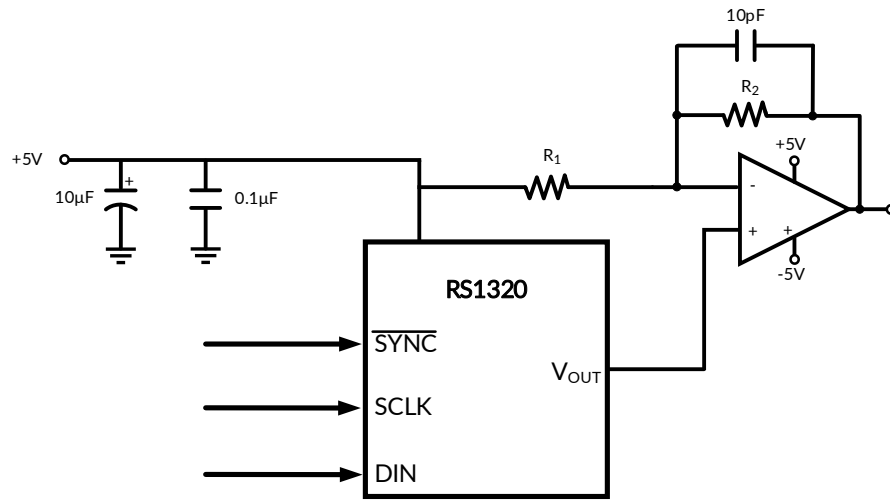 10pF
R₂
+5V
R₁
+5V
10µF
+
0.1µF
-
+
+
-5V
RS1320
SYNC
VOUT
SCLK
DIN